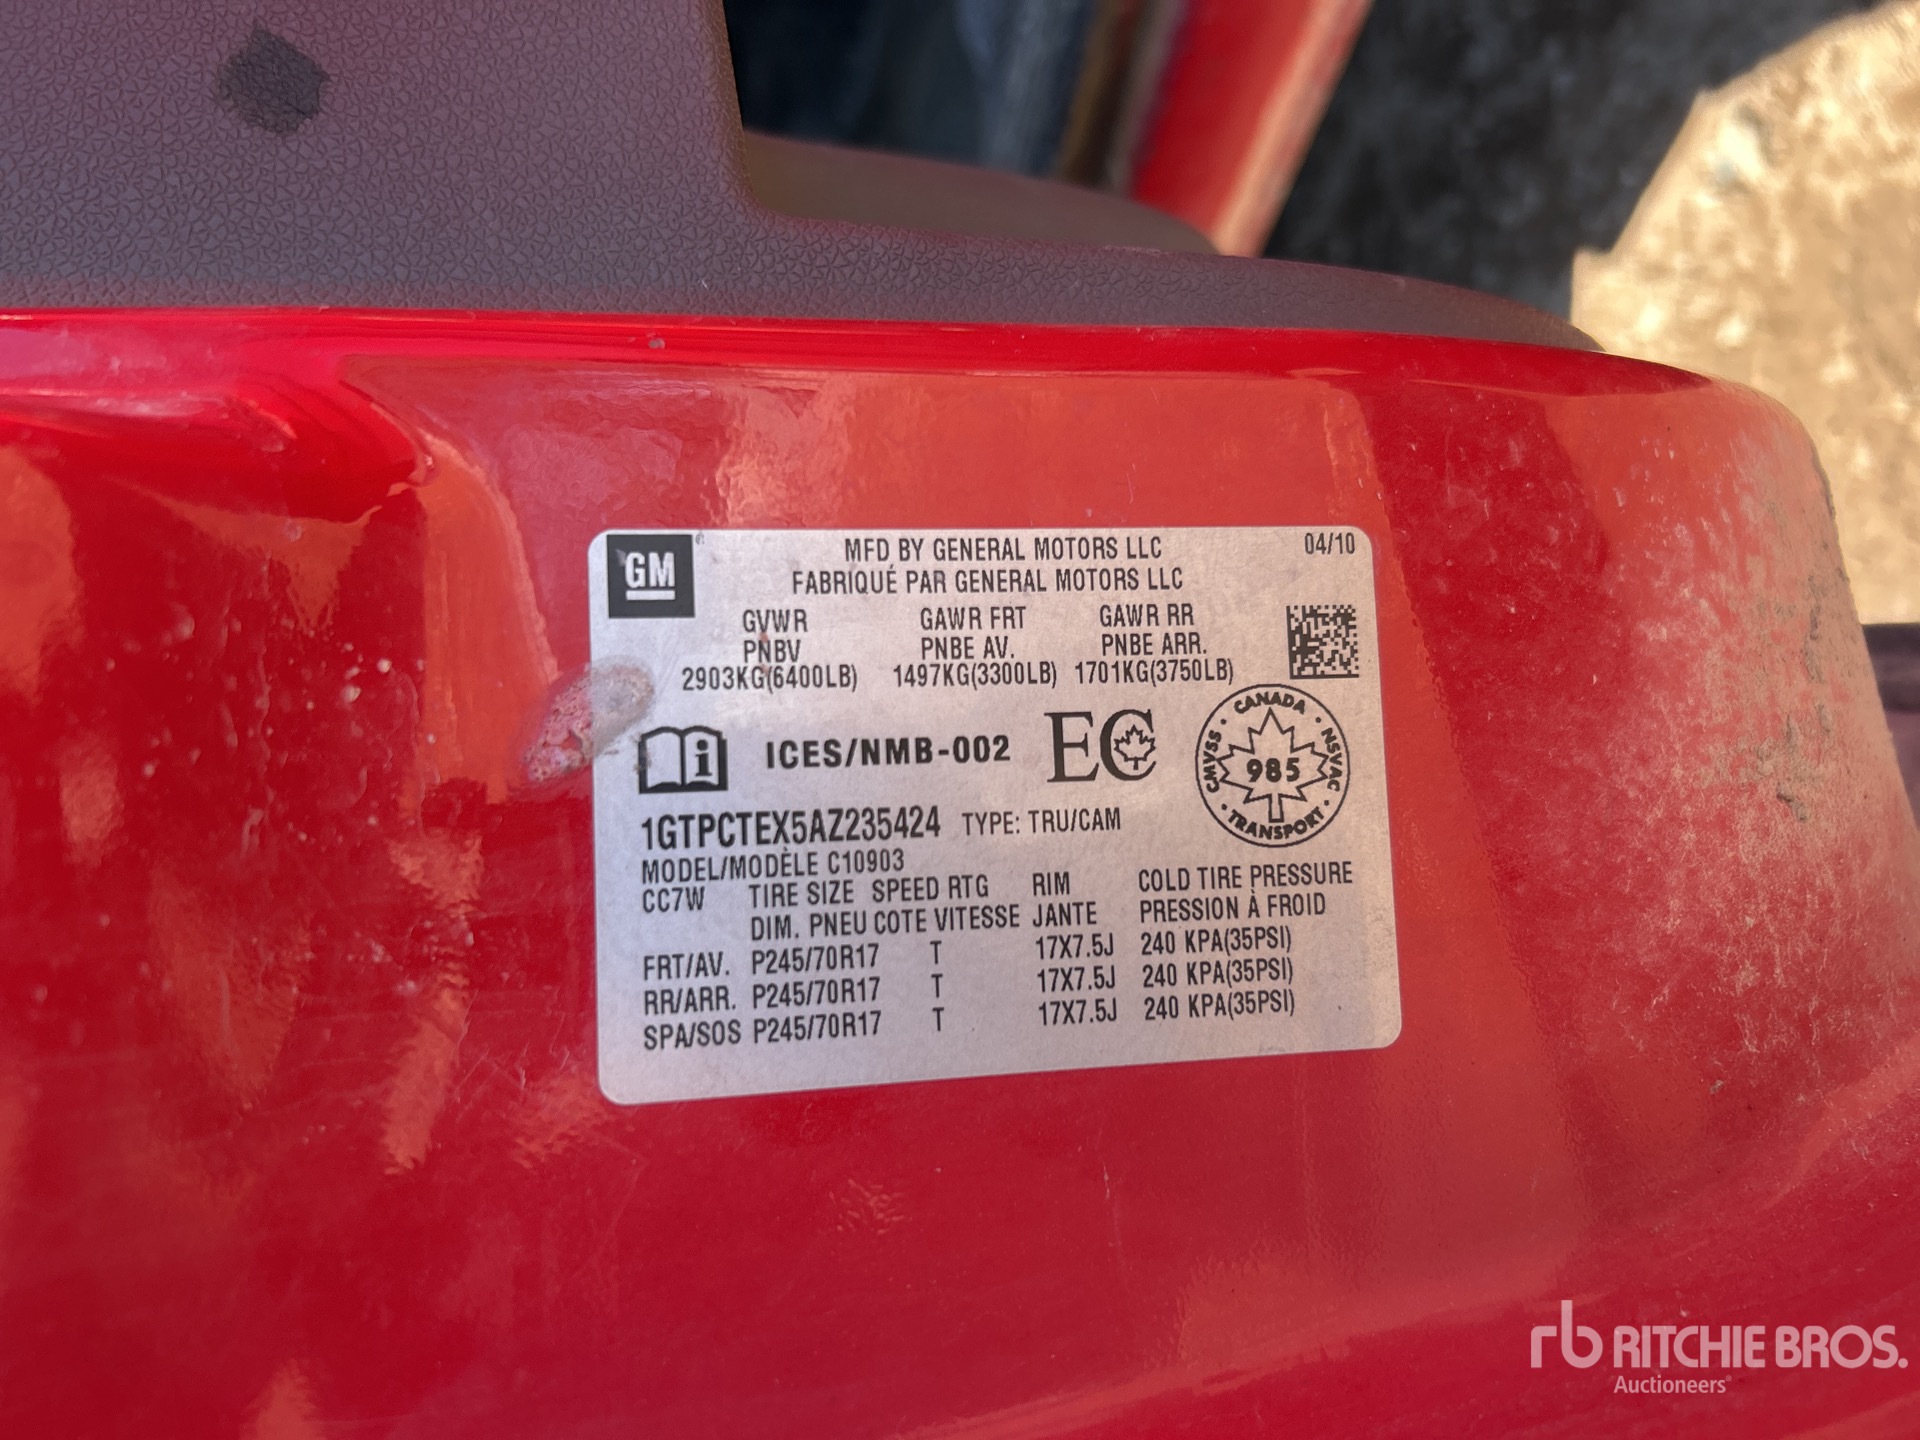 GM
MFD BY GENERAL MOTORS LLC 04/10
FABRIQUÉ PAR GENERAL MOTORS LLC
GVWR GAWR FRT GAWR RR
PNBV PNBE AV. PNBE ARR.
2903KG(6400LB) 1497KG(3300LB) 1701KG(3750LB)
i ICES/NMB-002 EC
CANADA · NSVAC · TRANSPORT · CMVSS ·
985
1GTPCTEX5AZ235424 TYPE: TRU/CAM
MODEL/MODÈLE C10903
CC7W TIRE SIZE SPEED RTG RIM COLD TIRE PRESSURE
DIM. PNEU COTE VITESSE JANTE PRESSION À FROID
FRT/AV. P245/70R17 T 17X7.5J 240 KPA(35PSI)
RR/ARR. P245/70R17 T 17X7.5J 240 KPA(35PSI)
SPA/SOS P245/70R17 T 17X7.5J 240 KPA(35PSI)
rb RITCHIE BROS.
Auctioneers